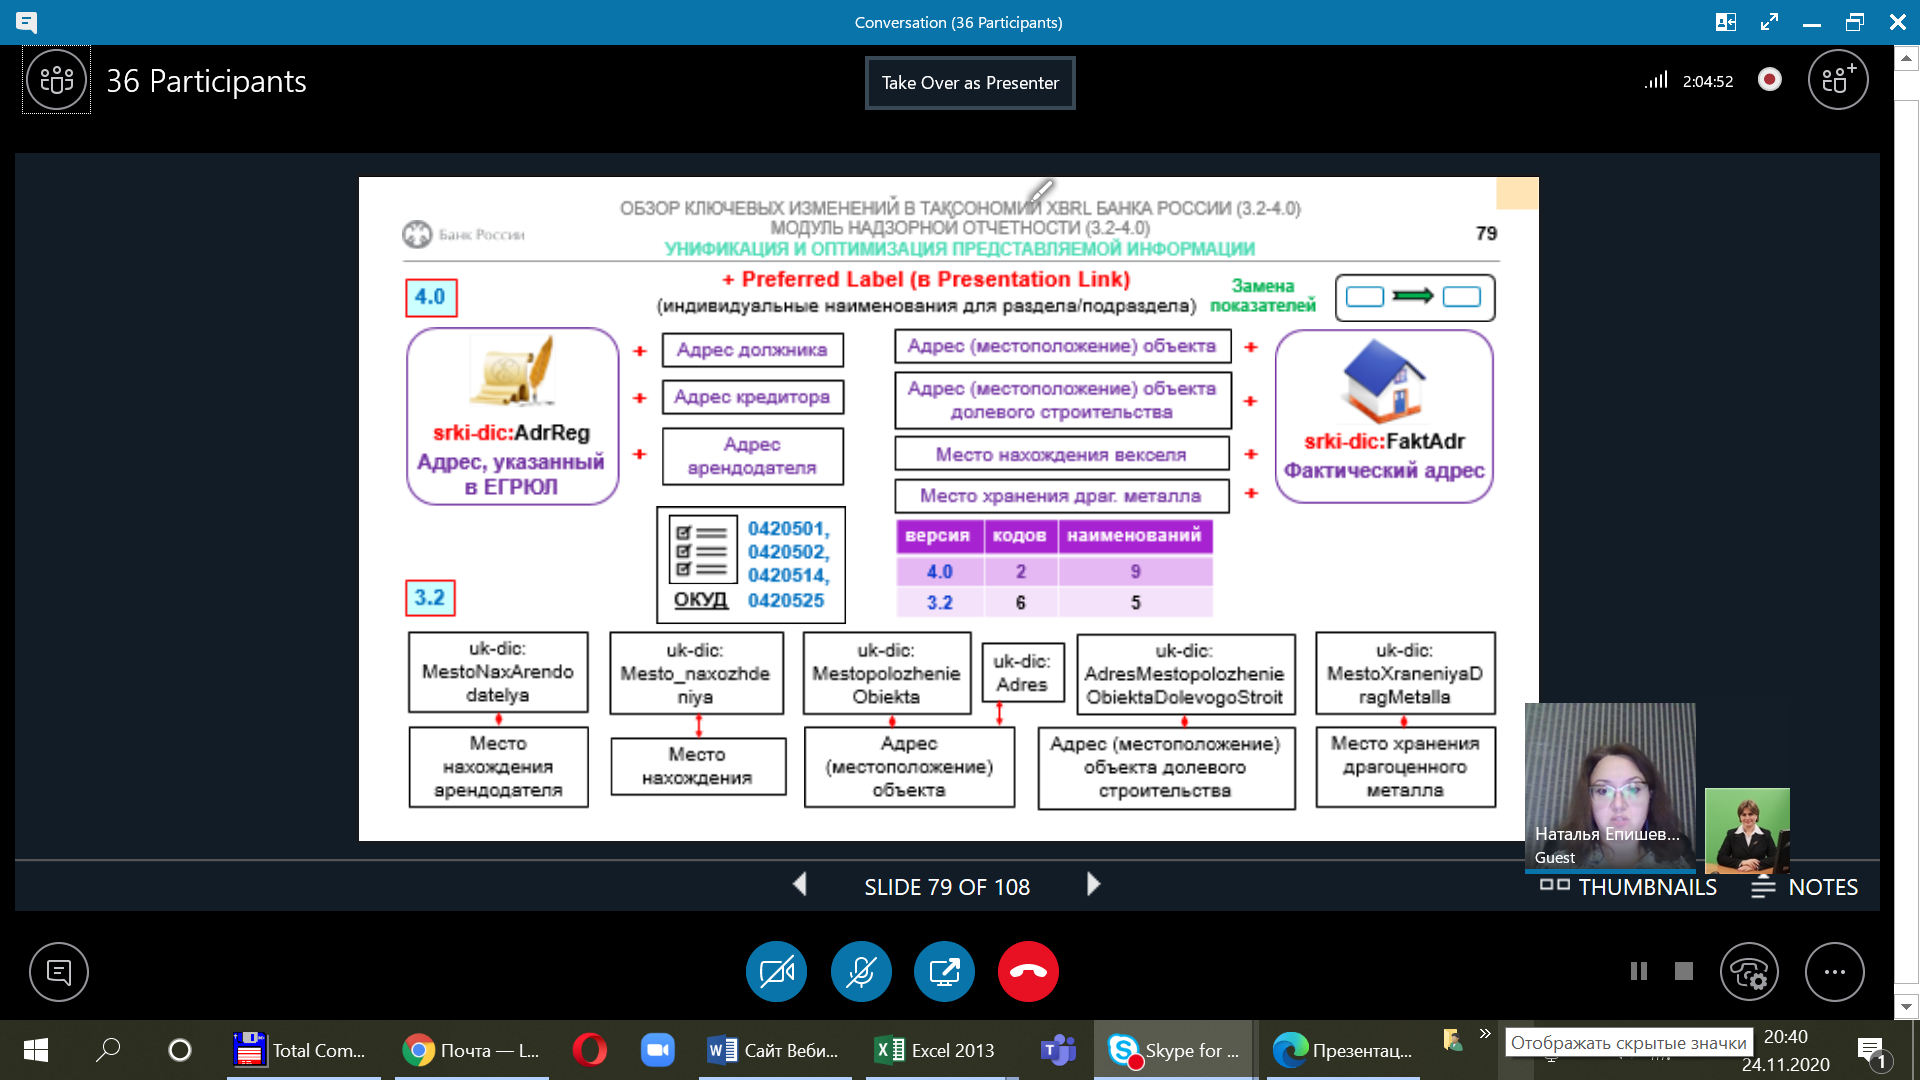 Conversation (36 Participants)
36 Participants
Take Over as Presenter
2:04:52
Банк России
ОБЗОР КЛЮЧЕВЫХ ИЗМЕНЕНИЙ В ТАКСОНОМИИ XBRL БАНКА РОССИИ (3.2-4.0)
МОДУЛЬ НАДЗОРНОЙ ОТЧЕТНОСТИ (3.2-4.0)
УНИФИКАЦИЯ И ОПТИМИЗАЦИЯ ПРЕДСТАВЛЯЕМОЙ ИНФОРМАЦИИ
79
4.0
+ Preferred Label (в Presentation Link)
(индивидуальные наименования для раздела/подраздела)
Замена
показателей
srki-dic:AdrReg
Адрес, указанный
в ЕГРЮЛ
+ Адрес должника
+ Адрес кредитора
+ Адрес
арендодателя
Адрес (местоположение) объекта +
Адрес (местоположение) объекта
долевого строительства +
Место нахождения векселя +
Место хранения драг. металла +
srki-dic:FaktAdr
Фактический адрес
ОКУД
0420501,
0420502,
0420514,
0420525
версия кодов наименований
4.0 2 9
3.2 6 5
3.2
uk-dic:
MestoNaxArendo
datelya
uk-dic:
Mesto_naxozhde
niya
uk-dic:
Mestopolozhenie
Obiekta
uk-dic:
Adres
uk-dic:
AdresMestopolozhenie
ObiektaDolevogoStroit
uk-dic:
MestoXraneniyaD
ragMetalla
Место
нахождения
арендодателя
Место
нахождения
Адрес
(местоположение)
объекта
Адрес (местоположение)
объекта долевого
строительства
Место хранения
драгоценного
металла
Наталья Епишев...
Guest
SLIDE 79 OF 108
THUMBNAILS
NOTES
Total Com...
Почта — L...
Сайт Веби...
Excel 2013
Skype for ...
Презентац...
»
Отображать скрытые значки
20:40
24.11.2020
1